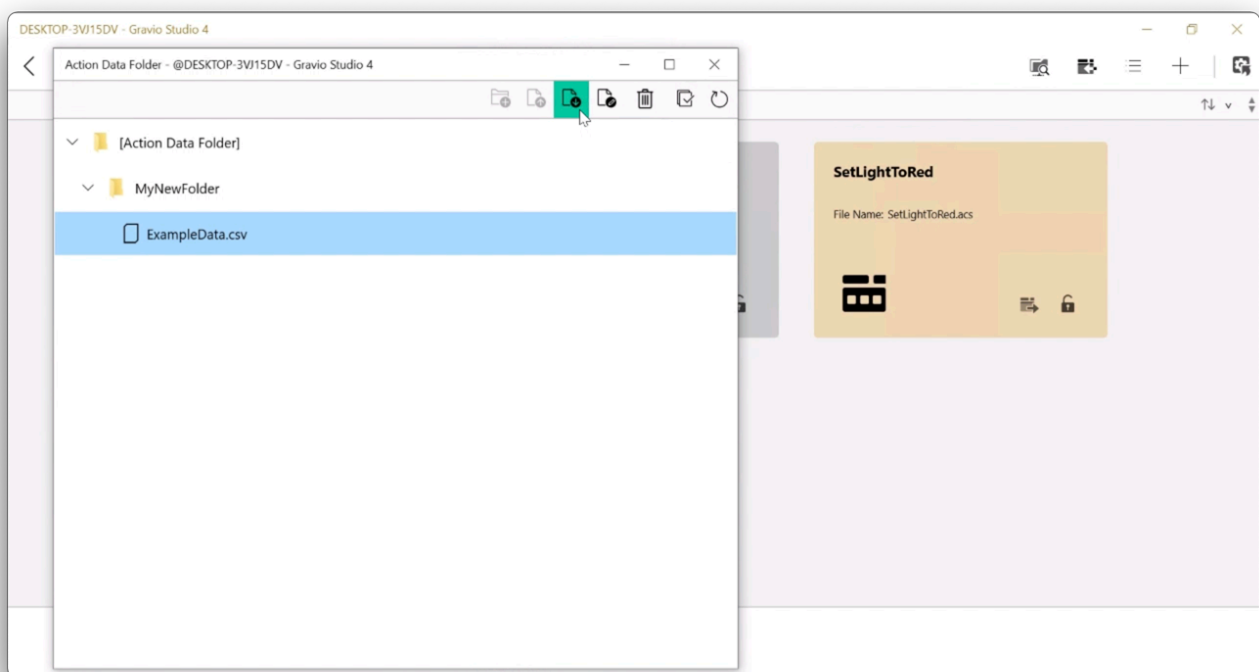 DESKTOP-3VJ15DV - Gravio Studio 4
Action Data Folder - @DESKTOP-3VJ15DV - Gravio Studio 4
[Action Data Folder]
MyNewFolder
ExampleData.csv
SetLightToRed
File Name: SetLightToRed.acs